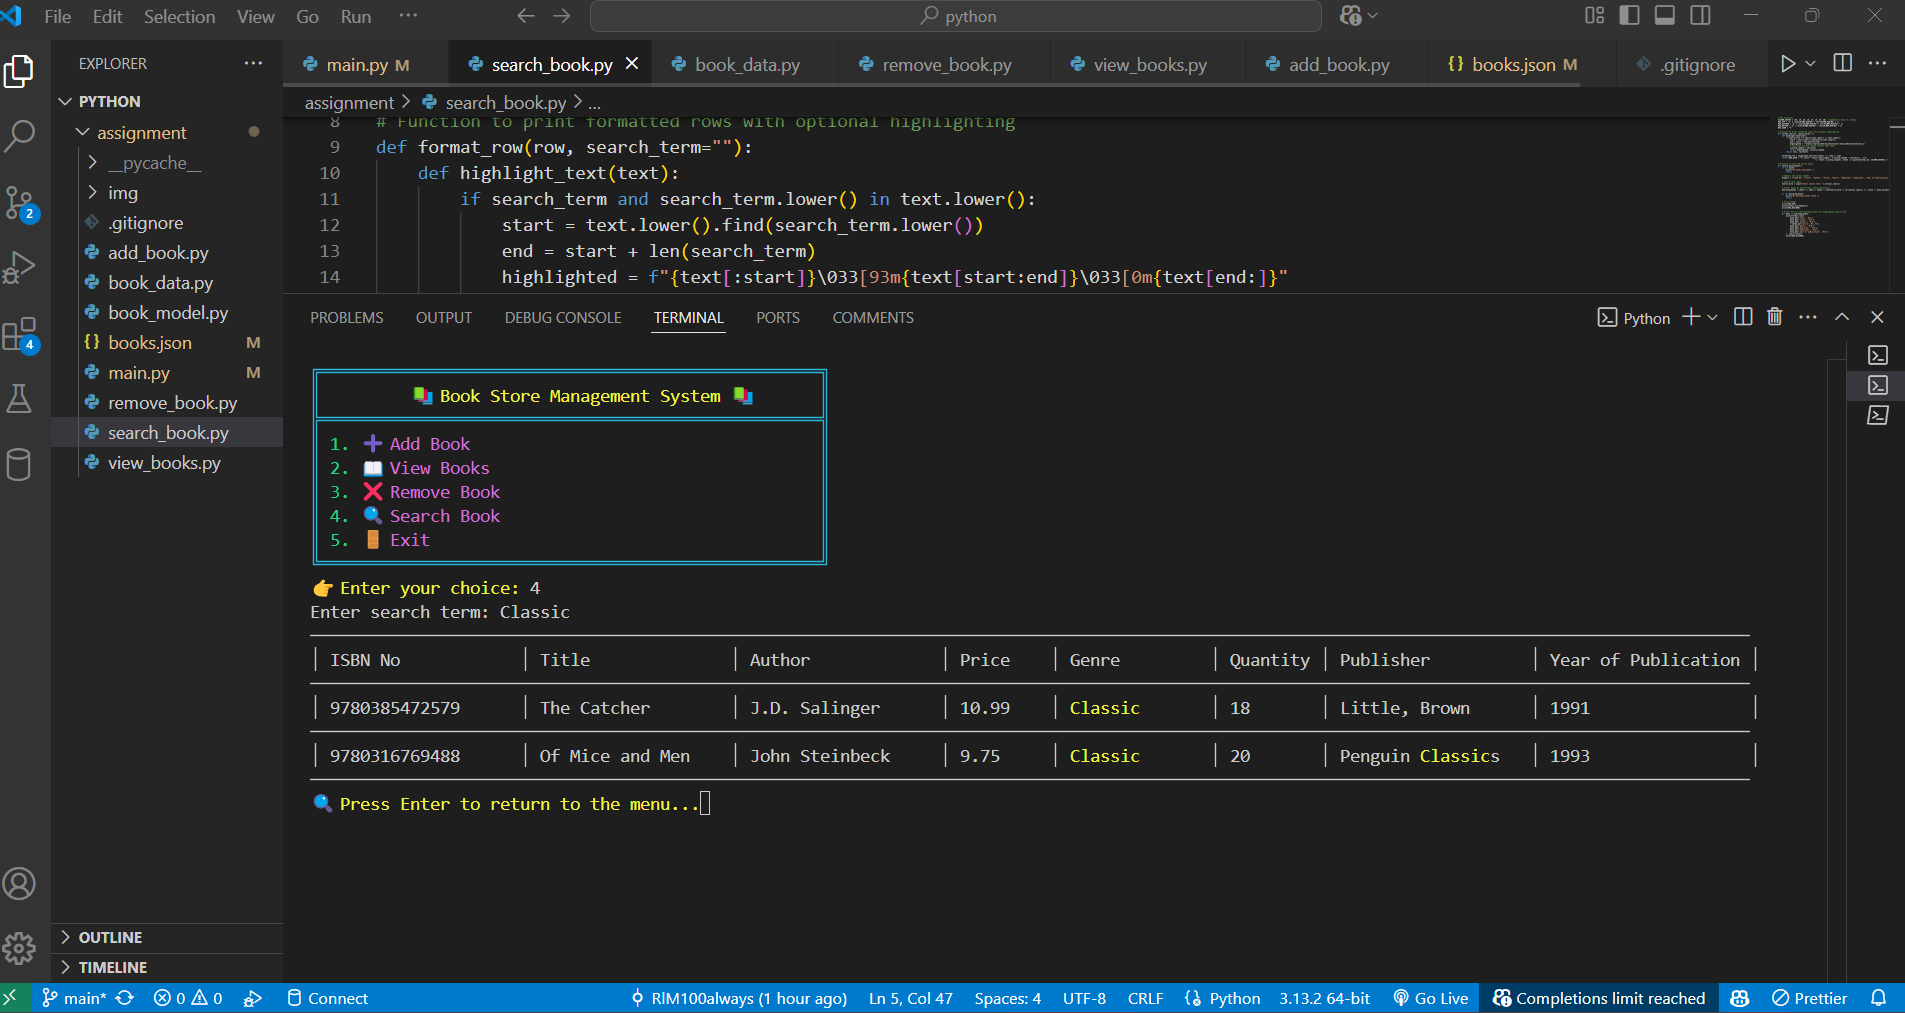 File Edit Selection View Go Run ... python
EXPLORER ...
PYTHON
assignment
__pycache__
img
.gitignore
add_book.py
book_data.py
book_model.py
{} books.json M
main.py M
remove_book.py
search_book.py
view_books.py
OUTLINE
TIMELINE
2
4
main.py M search_book.py book_data.py remove_book.py view_books.py add_book.py {} books.json M .gitignore
assignment > search_book.py > ...
8 # Function to print formatted rows with optional highlighting
9 def format_row(row, search_term=""):
10 def highlight_text(text):
11 if search_term and search_term.lower() in text.lower():
12 start = text.lower().find(search_term.lower())
13 end = start + len(search_term)
14 highlighted = f"{text[:start]}\033[93m{text[start:end]}\033[0m{text[end:]}"
PROBLEMS OUTPUT DEBUG CONSOLE TERMINAL PORTS COMMENTS Python
📚 Book Store Management System 📚
1. ➕ Add Book
2. 📖 View Books
3. ❌ Remove Book
4. 🔍 Search Book
5. 🚪 Exit
👉 Enter your choice: 4
Enter search term: Classic
| ISBN No | Title | Author | Price | Genre | Quantity | Publisher | Year of Publication |
| 9780385472579 | The Catcher | J.D. Salinger | 10.99 | Classic | 18 | Little, Brown | 1991 |
| 9780316769488 | Of Mice and Men | John Steinbeck | 9.75 | Classic | 20 | Penguin Classics | 1993 |
🔍 Press Enter to return to the menu...
main* 0 0 Connect RlM100always (1 hour ago) Ln 5, Col 47 Spaces: 4 UTF-8 CRLF Python 3.13.2 64-bit Go Live Completions limit reached Prettier